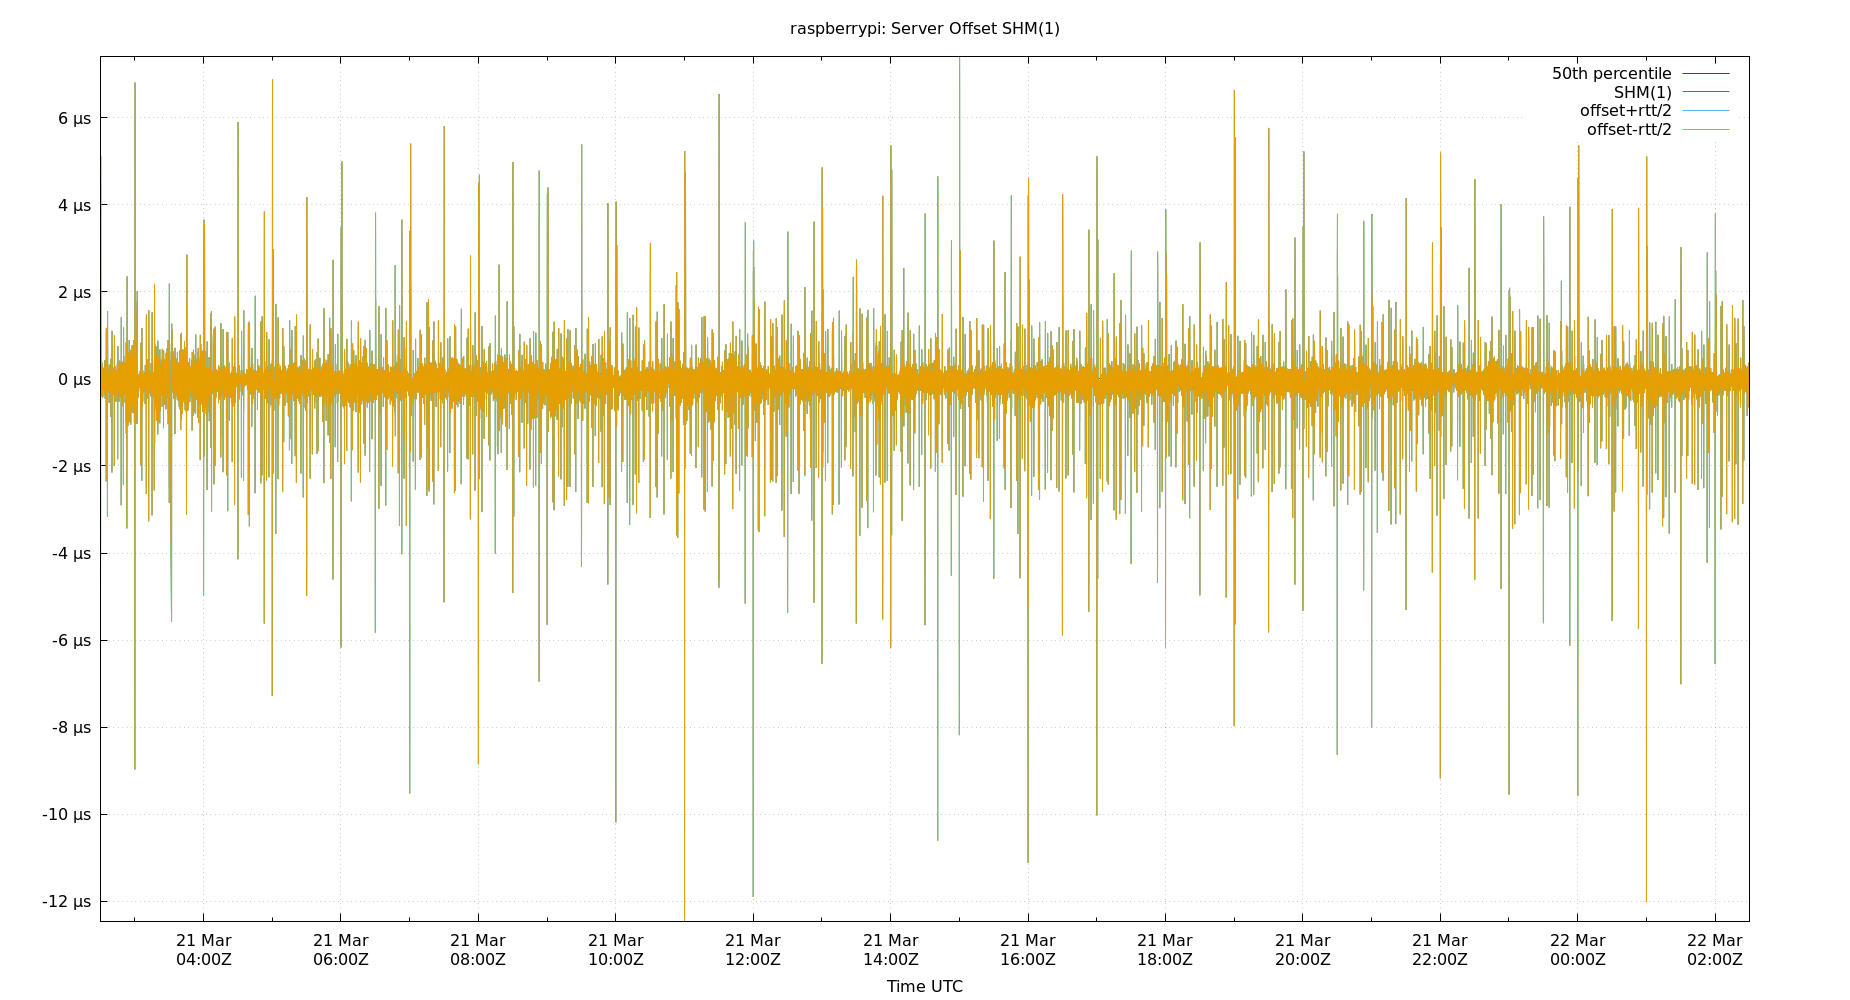 raspberrypi: Server Offset SHM(1)
50th percentile
SHM(1)
offset+rtt/2
offset-rtt/2
6 µs
4 µs
2 µs
0 µs
-2 µs
-4 µs
-6 µs
-8 µs
-10 µs
-12 µs
21 Mar 21 Mar 21 Mar 21 Mar 21 Mar 21 Mar 21 Mar 21 Mar 21 Mar 21 Mar 22 Mar 22 Mar
04:00Z 06:00Z 08:00Z 10:00Z 12:00Z 14:00Z 16:00Z 18:00Z 20:00Z 22:00Z 00:00Z 02:00Z
Time UTC